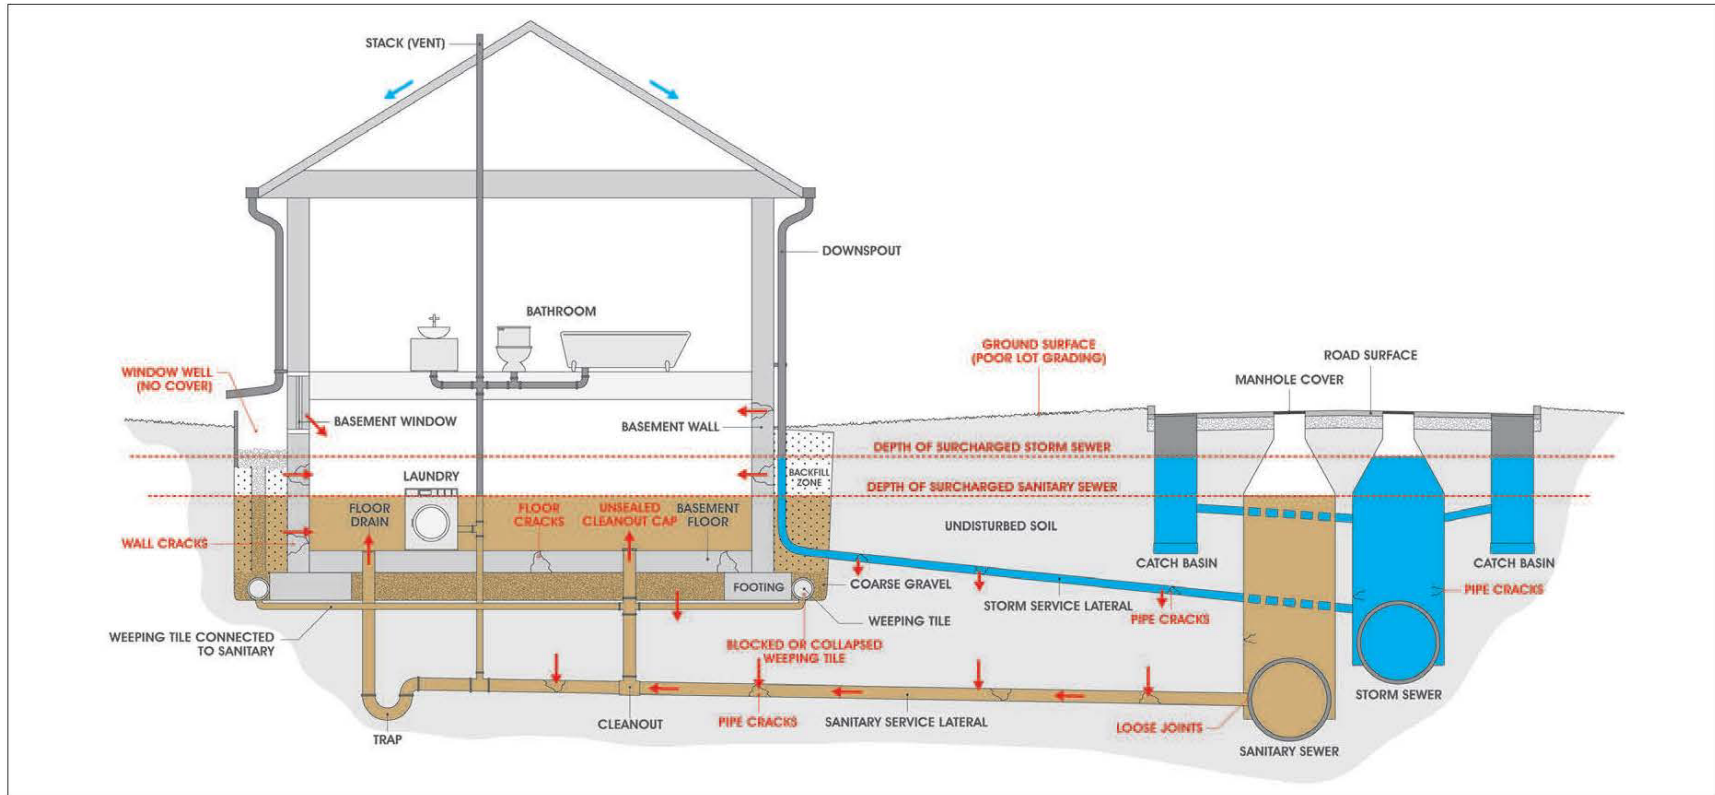 STACK (VENT)
DOWNSPOUT
BATHROOM
WINDOW WELL
(NO COVER)
BASEMENT WINDOW
BASEMENT WALL
GROUND SURFACE
(POOR LOT GRADING)
ROAD SURFACE
MANHOLE COVER
DEPTH OF SURCHARGED STORM SEWER
LAUNDRY
BACKFILL
ZONE
DEPTH OF SURCHARGED SANITARY SEWER
FLOOR
DRAIN
FLOOR
CRACKS
UNSEALED
CLEANOUT CAP
BASEMENT
FLOOR
UNDISTURBED SOIL
WALL CRACKS
CATCH BASIN
CATCH BASIN
FOOTING
COARSE GRAVEL
STORM SERVICE LATERAL
PIPE CRACKS
PIPE CRACKS
WEEPING TILE
WEEPING TILE CONNECTED
TO SANITARY
BLOCKED OR COLLAPSED
WEEPING TILE
STORM SEWER
TRAP
CLEANOUT
PIPE CRACKS
SANITARY SERVICE LATERAL
LOOSE JOINTS
SANITARY SEWER